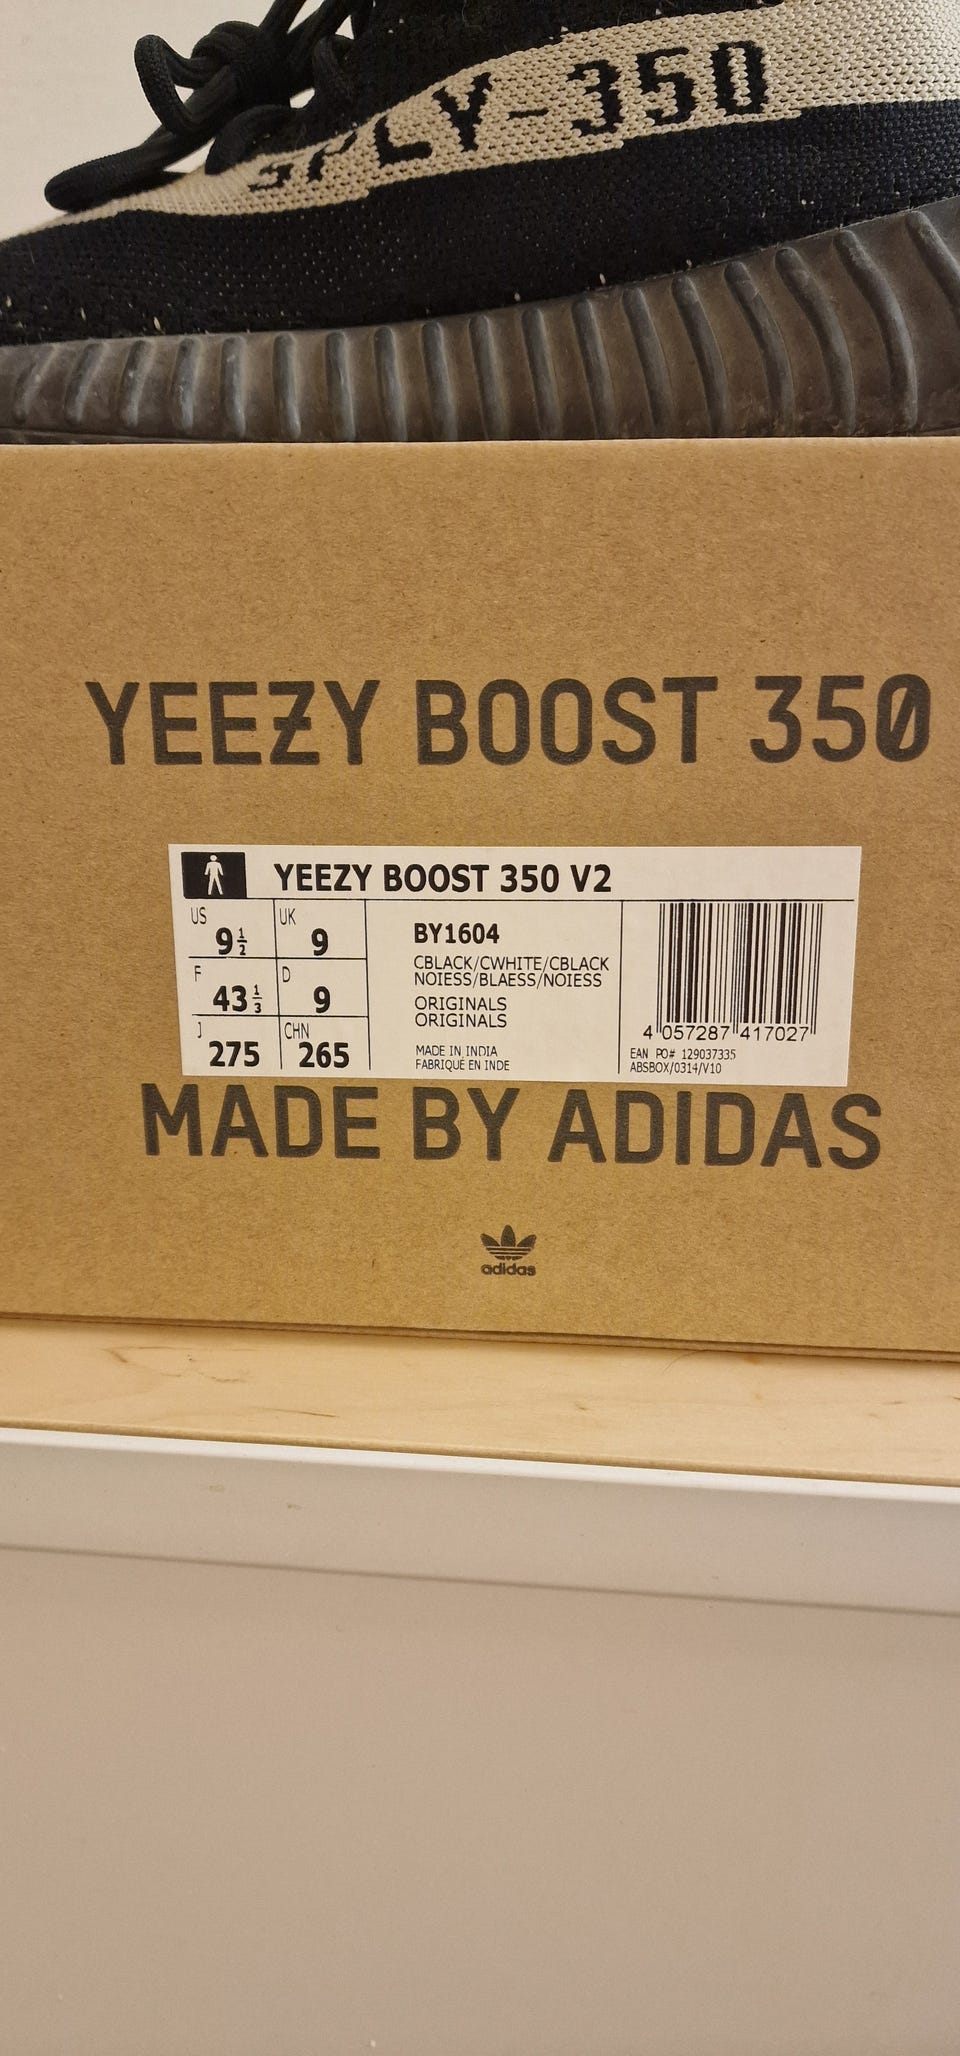 SPLY-350
YEEZY BOOST 350
YEEZY BOOST 350 V2
US
9½
UK
9
F
43⅓
D
9
J
275
CHN
265
BY1604
CBLACK/CWHITE/CBLACK
NOIESS/BLAESS/NOIESS
ORIGINALS
ORIGINALS
MADE IN INDIA
FABRIQUÉ EN INDE
4 057287 417027
EAN PO# 129037335
ABSBOX/0314/V10
MADE BY ADIDAS
adidas